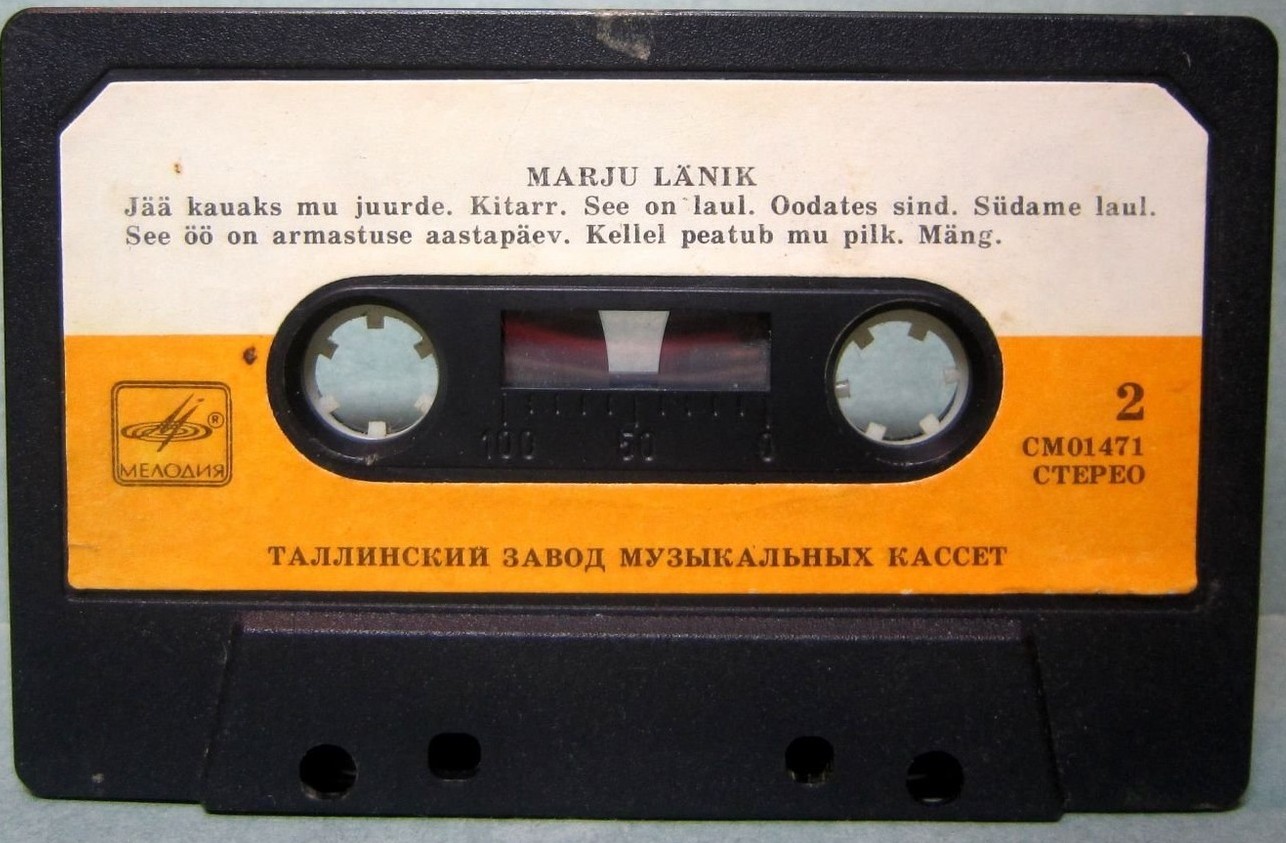 MARJU LÄNIK
Jää kauaks mu juurde. Kitarr. See on laul. Oodates sind. Südame laul.
See öö on armastuse aastapäev. Kellel peatub mu pilk. Mäng.
100 50 0
МЕЛОДИЯ ®
2
СМ01471
СТЕРЕО
ТАЛЛИНСКИЙ ЗАВОД МУЗЫКАЛЬНЫХ КАССЕТ